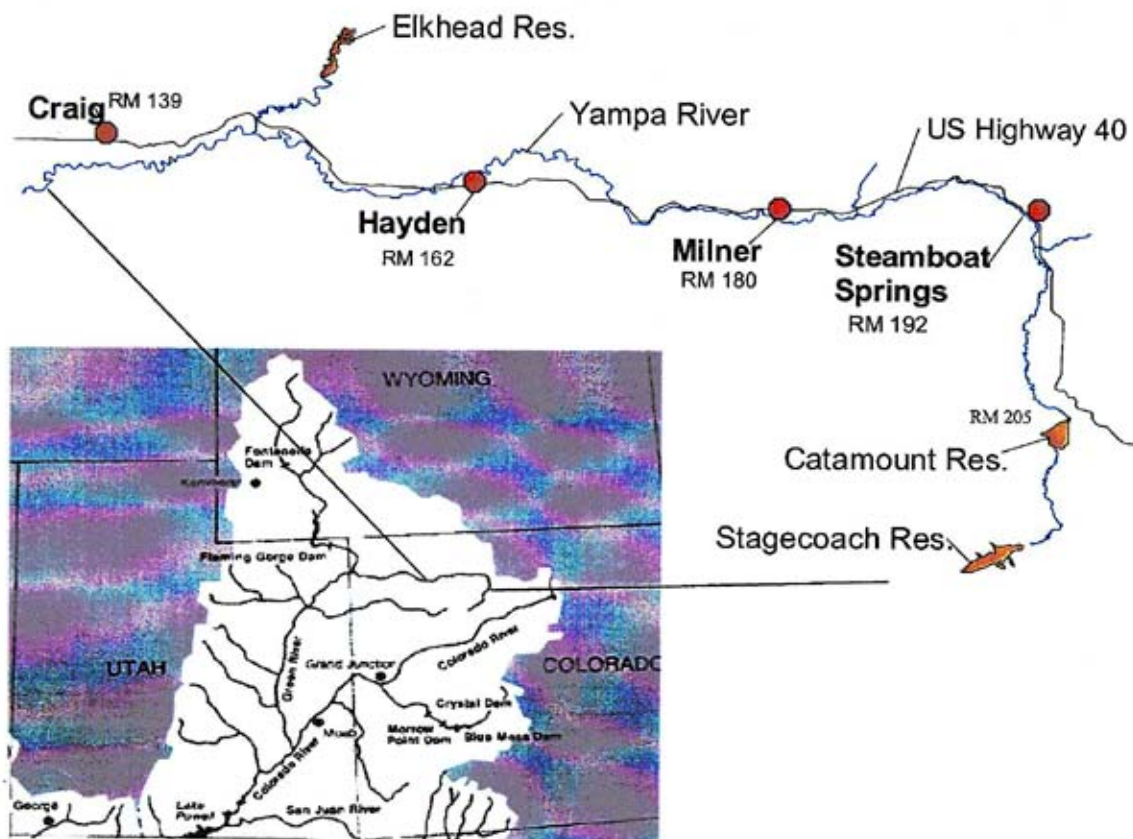 Elkhead Res.
Craig RM 139
Yampa River
US Highway 40
Hayden
RM 162
Milner
RM 180
Steamboat
Springs
RM 192
RM 205
Catamount Res.
Stagecoach Res.
WYOMING
Fontenelle
Dam
Kemmerer
Flaming Gorge Dam
UTAH
Green River
Grand Junction
Colorado River
COLORADO
Crystal Dam
Morrow
Point Dam
Blue Mesa Dam
Moab
Colorado River
Lake
Powell
San Juan River
George